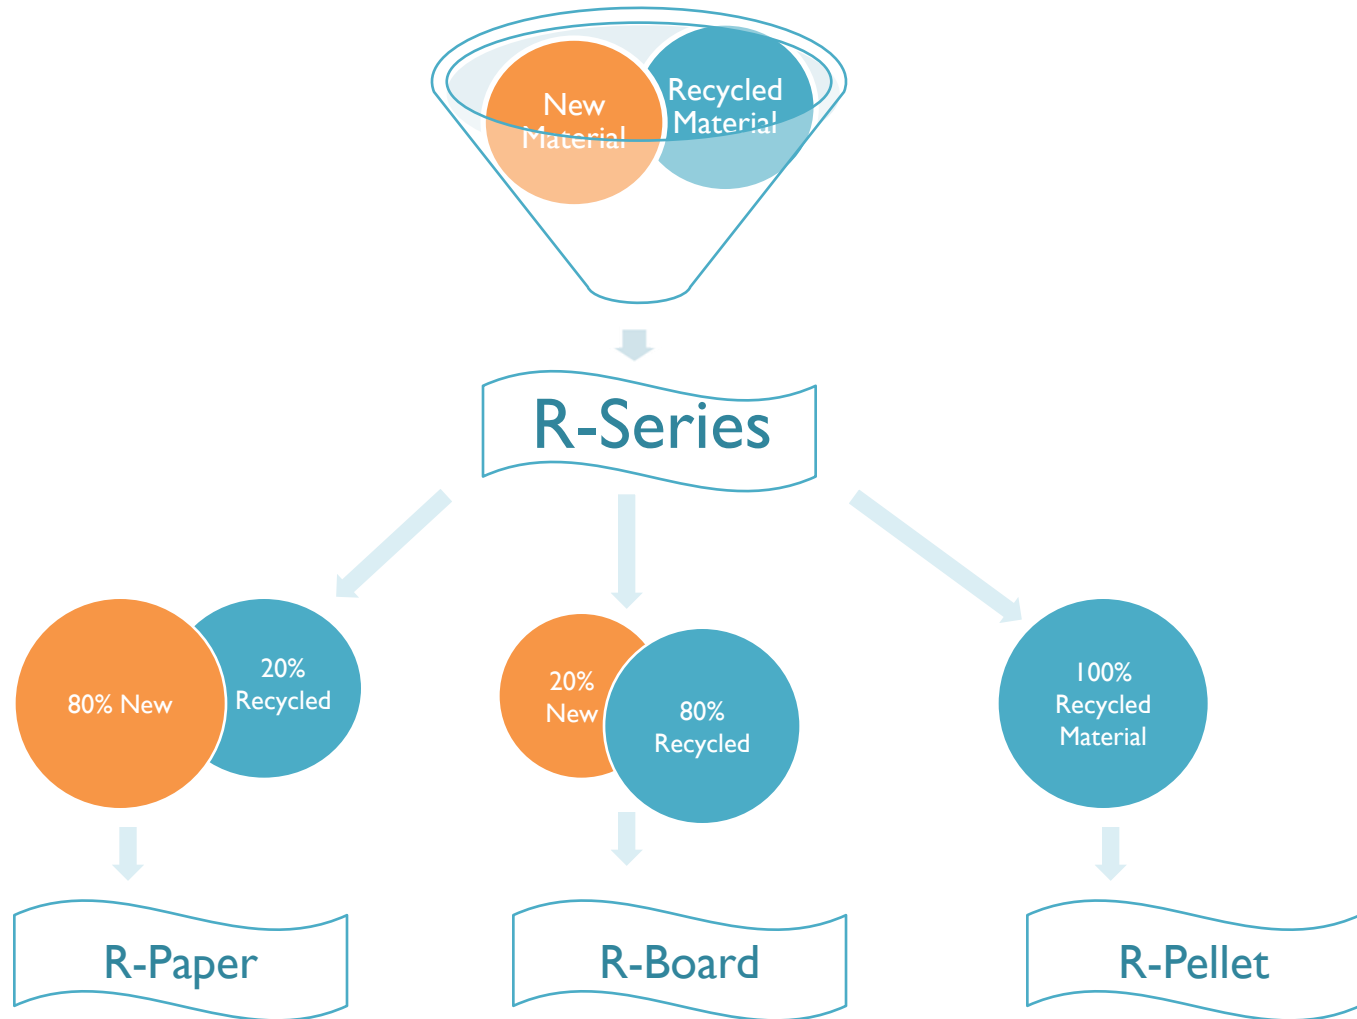 New
Material
Recycled
Material
R-Series
80% New
20%
Recycled
20%
New
80%
Recycled
100%
Recycled
Material
R-Paper
R-Board
R-Pellet